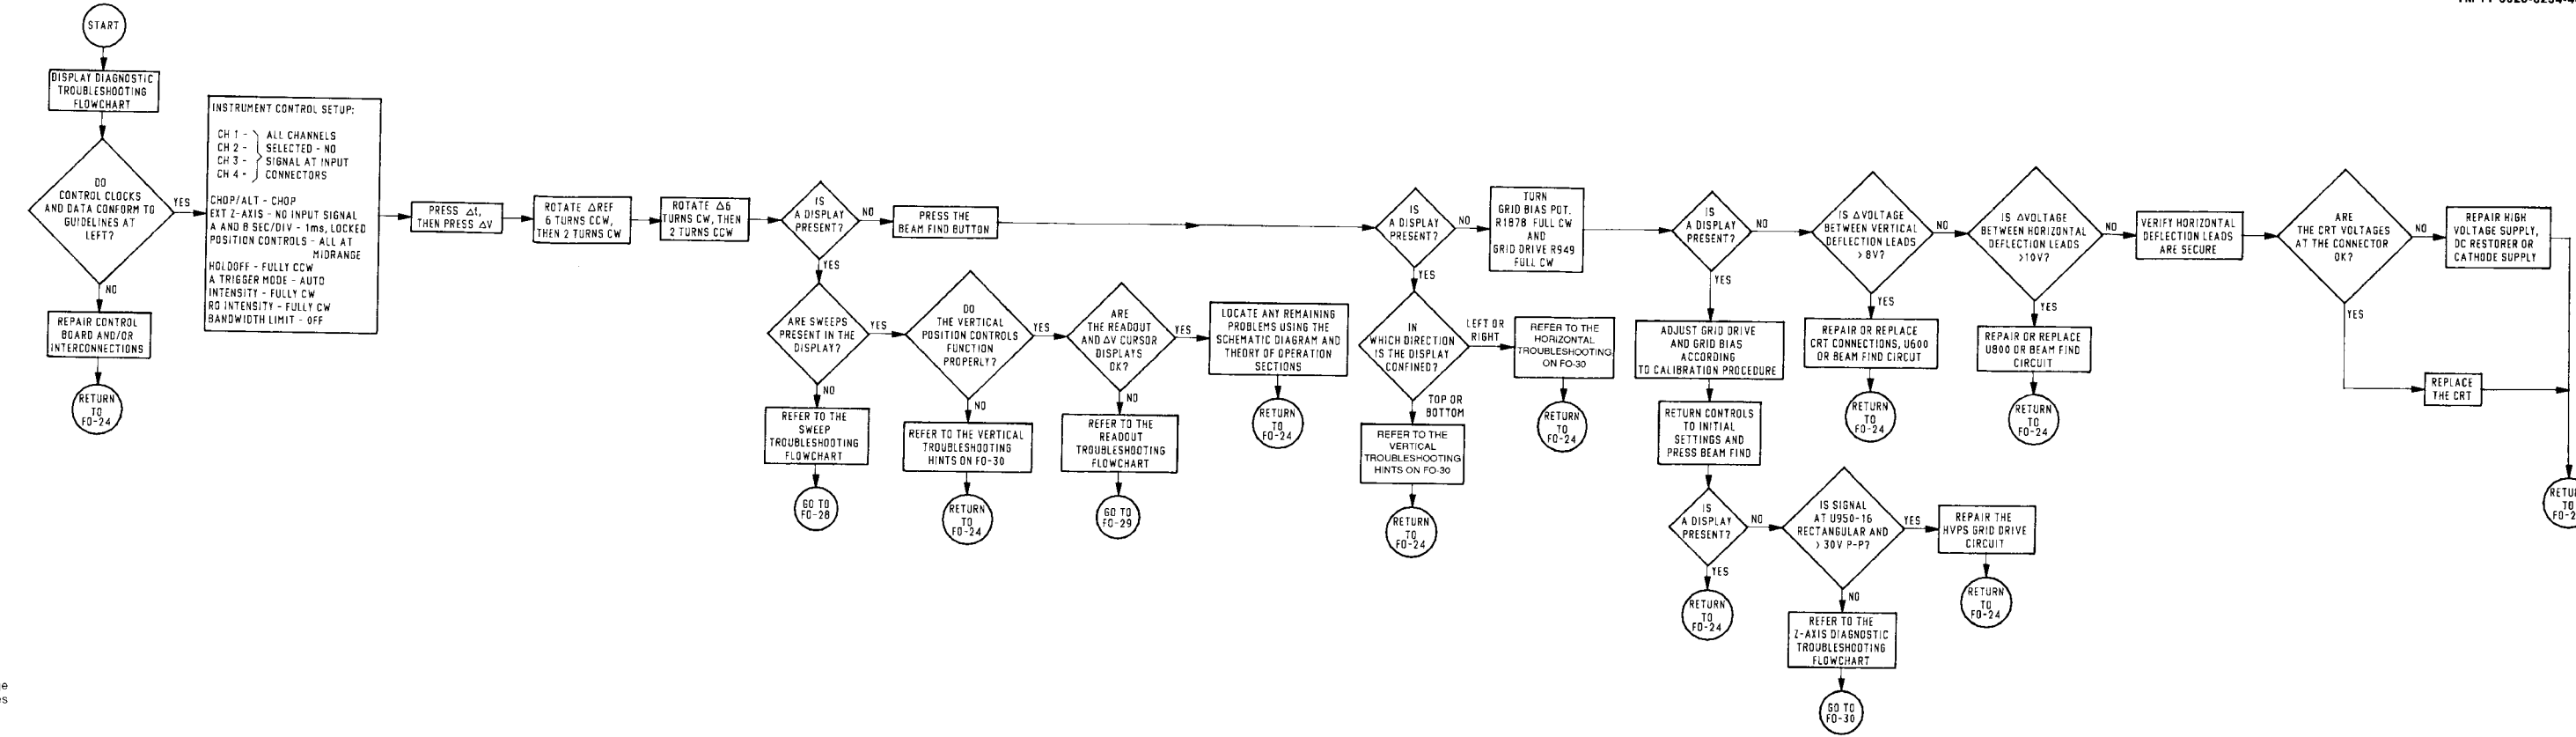 START
DISPLAY DIAGNOSTIC
TROUBLESHOOTING
FLOWCHART
DO
CONTROL CLOCKS
AND DATA CONFORM TO
GUIDELINES AT
LEFT?
YES
NO
REPAIR CONTROL
BOARD AND/OR
INTERCONNECTIONS
RETURN
TO
FO-24
INSTRUMENT CONTROL SETUP:
CH 1 - ALL CHANNELS
CH 2 - SELECTED - NO
CH 3 - SIGNAL AT INPUT
CH 4 - CONNECTORS
CHOP/ALT - CHOP
EXT Z-AXIS - NO INPUT SIGNAL
A AND B SEC/DIV - 1ms, LOCKED
POSITION CONTROLS - ALL AT
MIDRANGE
HOLDOFF - FULLY CCW
A TRIGGER MODE - AUTO
INTENSITY - FULLY CW
RO INTENSITY - FULLY CW
BANDWIDTH LIMIT - OFF
PRESS Δt,
THEN PRESS ΔV
ROTATE ΔREF
6 TURNS CCW,
THEN 2 TURNS CW
ROTATE Δ6
TURNS CW, THEN
2 TURNS CCW
IS
A DISPLAY
PRESENT?
NO
YES
PRESS THE
BEAM FIND BUTTON
ARE SWEEPS
PRESENT IN THE
DISPLAY?
YES
NO
REFER TO THE
SWEEP
TROUBLESHOOTING
FLOWCHART
GO TO
FO-28
DO
THE VERTICAL
POSITION CONTROLS
FUNCTION
PROPERLY?
YES
NO
REFER TO THE VERTICAL
TROUBLESHOOTING
HINTS ON FO-30
RETURN
TO
FO-24
ARE
THE READOUT
AND ΔV CURSOR
DISPLAYS
OK?
YES
NO
REFER TO THE
READOUT
TROUBLESHOOTING
FLOWCHART
GO TO
FO-29
LOCATE ANY REMAINING
PROBLEMS USING THE
SCHEMATIC DIAGRAM AND
THEORY OF OPERATION
SECTIONS
RETURN
TO
FO-24
IS
A DISPLAY
PRESENT?
NO
YES
IN
WHICH DIRECTION
IS THE DISPLAY
CONFINED?
LEFT OR
RIGHT
TOP OR
BOTTOM
REFER TO THE
HORIZONTAL
TROUBLESHOOTING
ON FO-30
RETURN
TO
FO-24
REFER TO THE
VERTICAL
TROUBLESHOOTING
HINTS ON FO-30
RETURN
TO
FO-24
TURN
GRID BIAS POT.
R1878 FULL CW
AND
GRID DRIVE R949
FULL CW
IS
A DISPLAY
PRESENT?
NO
YES
ADJUST GRID DRIVE
AND GRID BIAS
ACCORDING
TO CALIBRATION PROCEDURE
RETURN CONTROLS
TO INITIAL
SETTINGS AND
PRESS BEAM FIND
IS
A DISPLAY
PRESENT?
NO
YES
RETURN
TO
FO-24
IS SIGNAL
AT U950-16
RECTANGULAR AND
> 30V P-P?
YES
NO
REPAIR THE
HVPS GRID DRIVE
CIRCUIT
RETURN
TO
FO-24
REFER TO THE
Z-AXIS DIAGNOSTIC
TROUBLESHOOTING
FLOWCHART
GO TO
FO-30
IS ΔVOLTAGE
BETWEEN VERTICAL
DEFLECTION LEADS
> 8V?
NO
YES
REPAIR OR REPLACE
CRT CONNECTIONS, U600
OR BEAM FIND CIRCUT
RETURN
TO
FO-24
IS ΔVOLTAGE
BETWEEN HORIZONTAL
DEFLECTION LEADS
>10V?
NO
YES
REPAIR OR REPLACE
U800 OR BEAM FIND
CIRCUIT
RETURN
TO
FO-24
VERIFY HORIZONTAL
DEFLECTION LEADS
ARE SECURE
ARE
THE CRT VOLTAGES
AT THE CONNECTOR
OK?
NO
YES
REPAIR HIGH
VOLTAGE SUPPLY,
DC RESTORER OR
CATHODE SUPPLY
REPLACE
THE CRT
TO